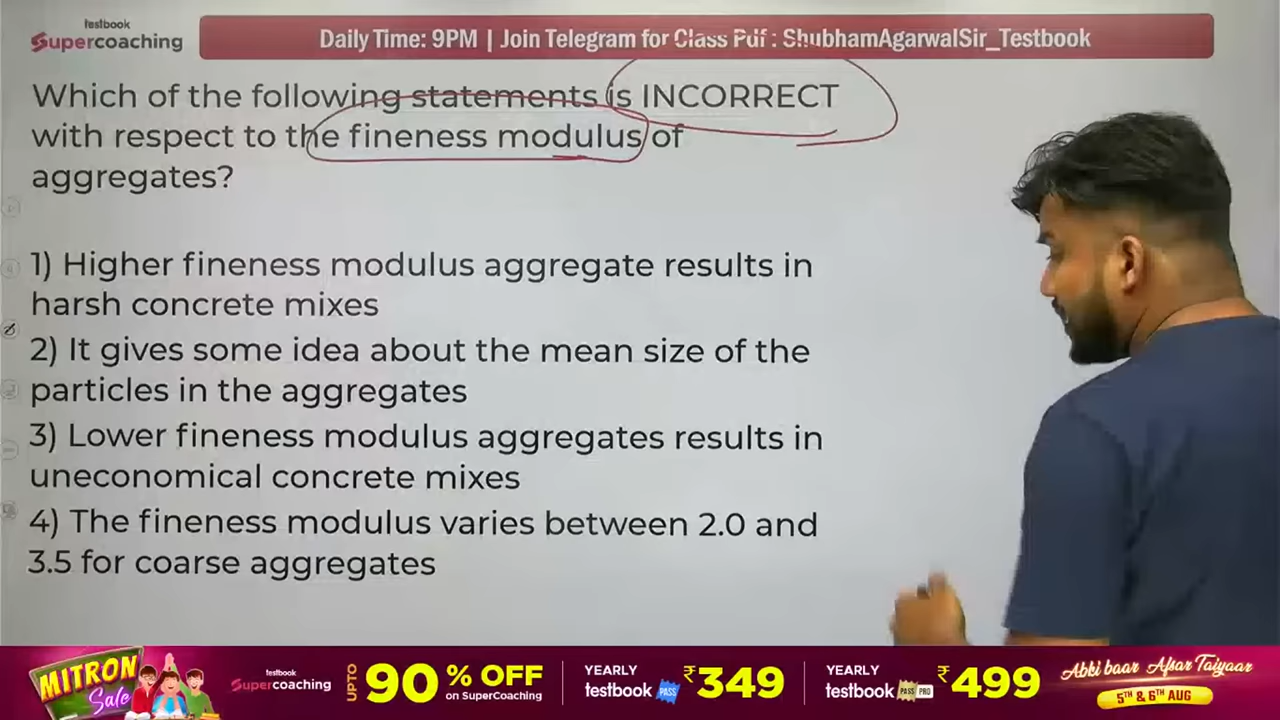 testbook
Supercoaching
Daily Time: 9PM | Join Telegram for Class Pdf : ShubhamAgarwalSir_Testbook
Which of the following statements is INCORRECT
with respect to the fineness modulus of
aggregates?
1) Higher fineness modulus aggregate results in
harsh concrete mixes
2) It gives some idea about the mean size of the
particles in the aggregates
3) Lower fineness modulus aggregates results in
uneconomical concrete mixes
4) The fineness modulus varies between 2.0 and
3.5 for coarse aggregates
MITRON
Sale
testbook
Supercoaching
UPTO
90 % OFF
on SuperCoaching
YEARLY
testbook PASS
₹349
YEARLY
testbook PASS PRO
₹499
Abki baar Afsar Taiyaar
5TH & 6TH AUG